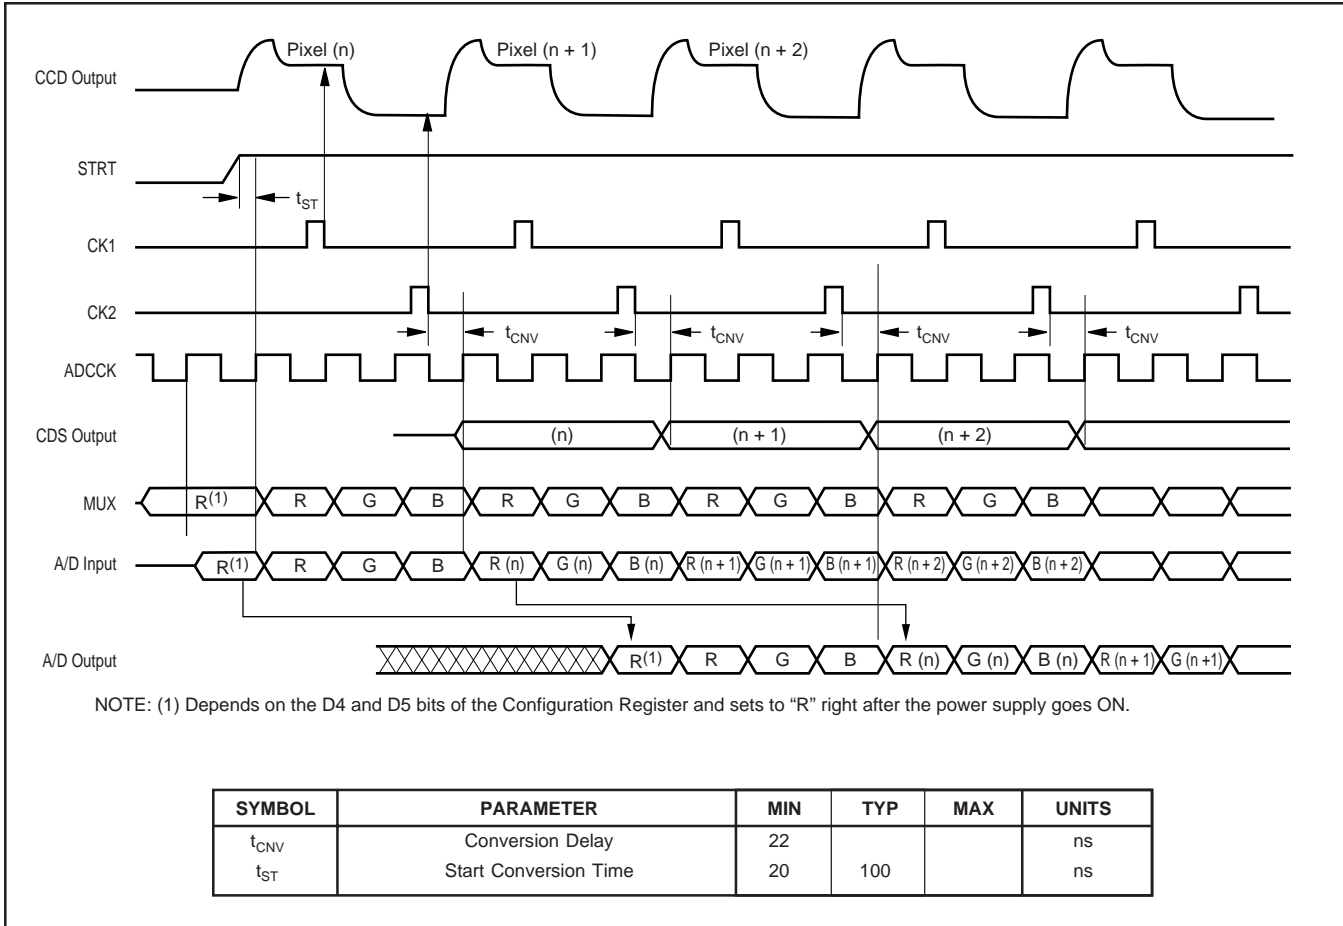 Pixel (n) Pixel (n + 1) Pixel (n + 2)
CCD Output
STRT
tST
CK1
CK2
tCNV tCNV tCNV tCNV
ADCCK
CDS Output (n) (n + 1) (n + 2)
MUX R(1) R G B R G B R G B R G B
A/D Input R(1) R G B R (n) G (n) B (n) R (n + 1) G (n + 1) B (n + 1) R (n + 2) G (n + 2) B (n + 2)
A/D Output R(1) R G B R (n) G (n) B (n) R (n + 1) G (n +1)
NOTE: (1) Depends on the D4 and D5 bits of the Configuration Register and sets to “R” right after the power supply goes ON.
SYMBOL PARAMETER MIN TYP MAX UNITS
tCNV Conversion Delay 22 ns
tST Start Conversion Time 20 100 ns